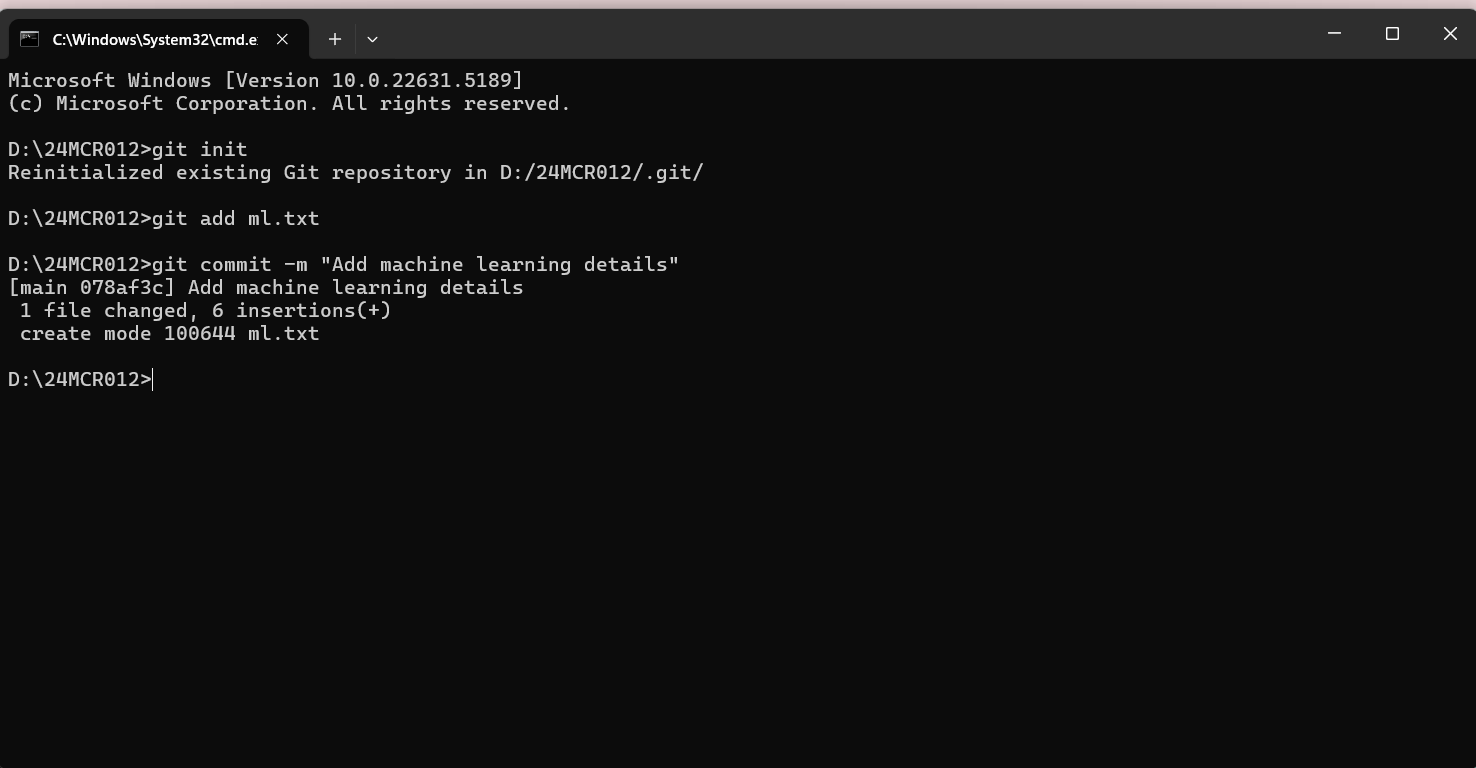 C:\Windows\System32\cmd.e
Microsoft Windows [Version 10.0.22631.5189]
(c) Microsoft Corporation. All rights reserved.
D:\24MCR012>git init
Reinitialized existing Git repository in D:/24MCR012/.git/
D:\24MCR012>git add ml.txt
D:\24MCR012>git commit -m "Add machine learning details"
[main 078af3c] Add machine learning details
 1 file changed, 6 insertions(+)
 create mode 100644 ml.txt
D:\24MCR012>